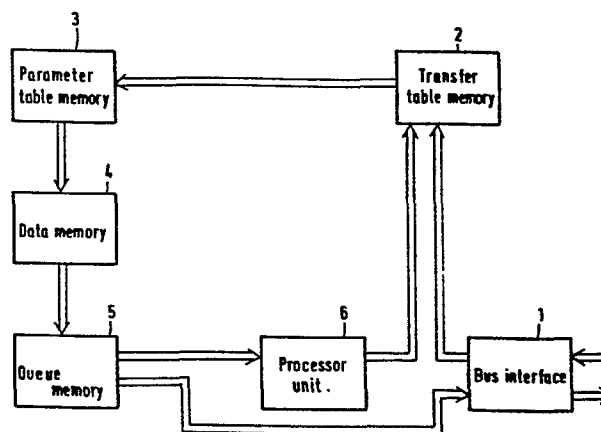 3
Parameter
table memory
2
Transfer
table memory
4
Data memory
5
Queue
memory
6
Processor
unit.
1
Bus interface